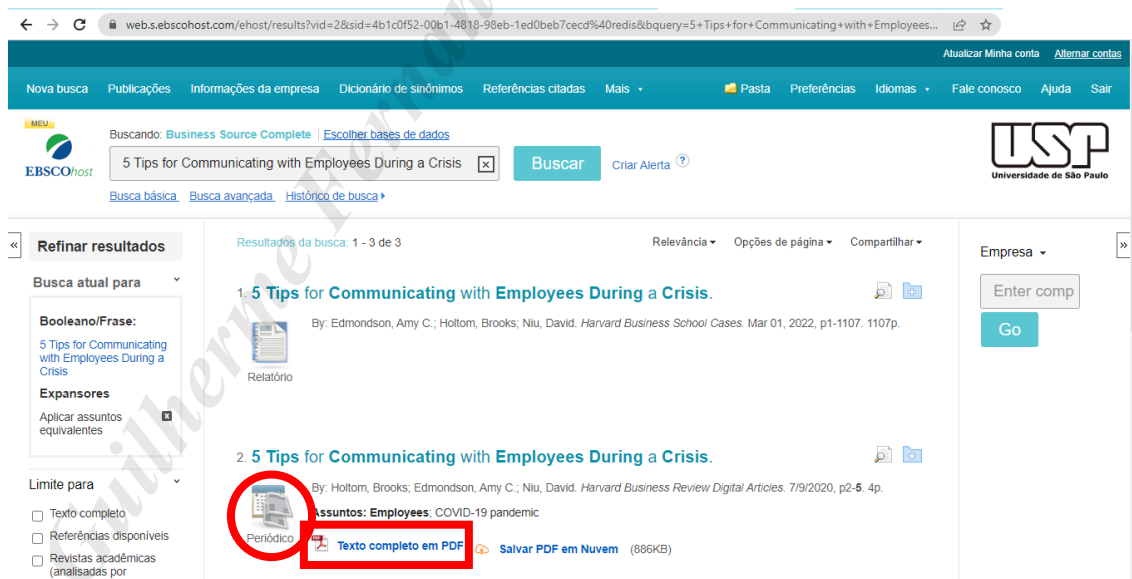 web.s.ebscohost.com/ehost/results?vid=2&sid=4b1c0f52-00b1-4818-98eb-1ed0beb7cecd%40redis&bquery=5+Tips+for+Communicating+with+Employees...
Atualizar Minha conta Alternar contas
Nova busca Publicações Informações da empresa Dicionário de sinônimos Referências citadas Mais Pasta Preferências Idiomas Fale conosco Ajuda Sair
MEU
EBSCOhost
Buscando: Business Source Complete | Escolher bases de dados
5 Tips for Communicating with Employees During a Crisis x Buscar Criar Alerta ?
Busca básica Busca avançada Histórico de busca
USP
Universidade de São Paulo
« Refinar resultados
Busca atual para
Booleano/Frase:
5 Tips for Communicating
with Employees During a
Crisis
Expansores
Aplicar assuntos x
equivalentes
Limite para
Texto completo
Referências disponíveis
Revistas acadêmicas
(analisadas por
Resultados da busca: 1 - 3 de 3 Relevância Opções de página Compartilhar
1. 5 Tips for Communicating with Employees During a Crisis.
By: Edmondson, Amy C.; Holtom, Brooks; Niu, David. Harvard Business School Cases. Mar 01, 2022, p1-1107. 1107p.
Relatório
2. 5 Tips for Communicating with Employees During a Crisis.
By: Holtom, Brooks; Edmondson, Amy C.; Niu, David. Harvard Business Review Digital Articles. 7/9/2020, p2-5. 4p.
Assuntos: Employees; COVID-19 pandemic
Periódico
Texto completo em PDF Salvar PDF em Nuvem (886KB)
Empresa »
Enter comp
Go
Guilherme Fernan